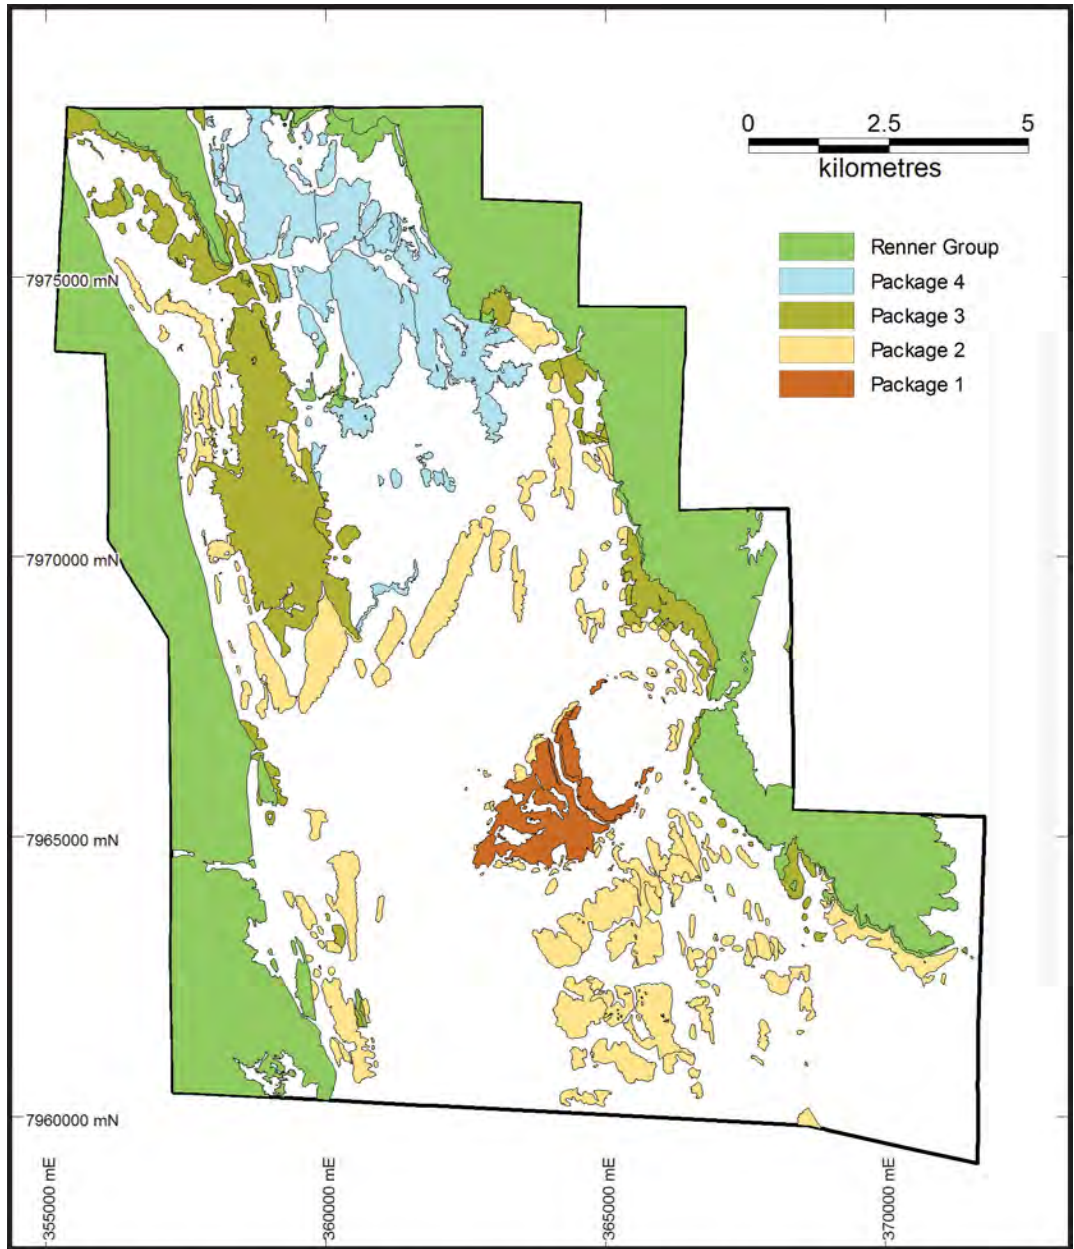 0 2.5 5
kilometres
Renner Group
Package 4
Package 3
Package 2
Package 1
7975000 mN
7970000 mN
7965000 mN
7960000 mN
355000 mE
360000 mE
365000 mE
370000 mE